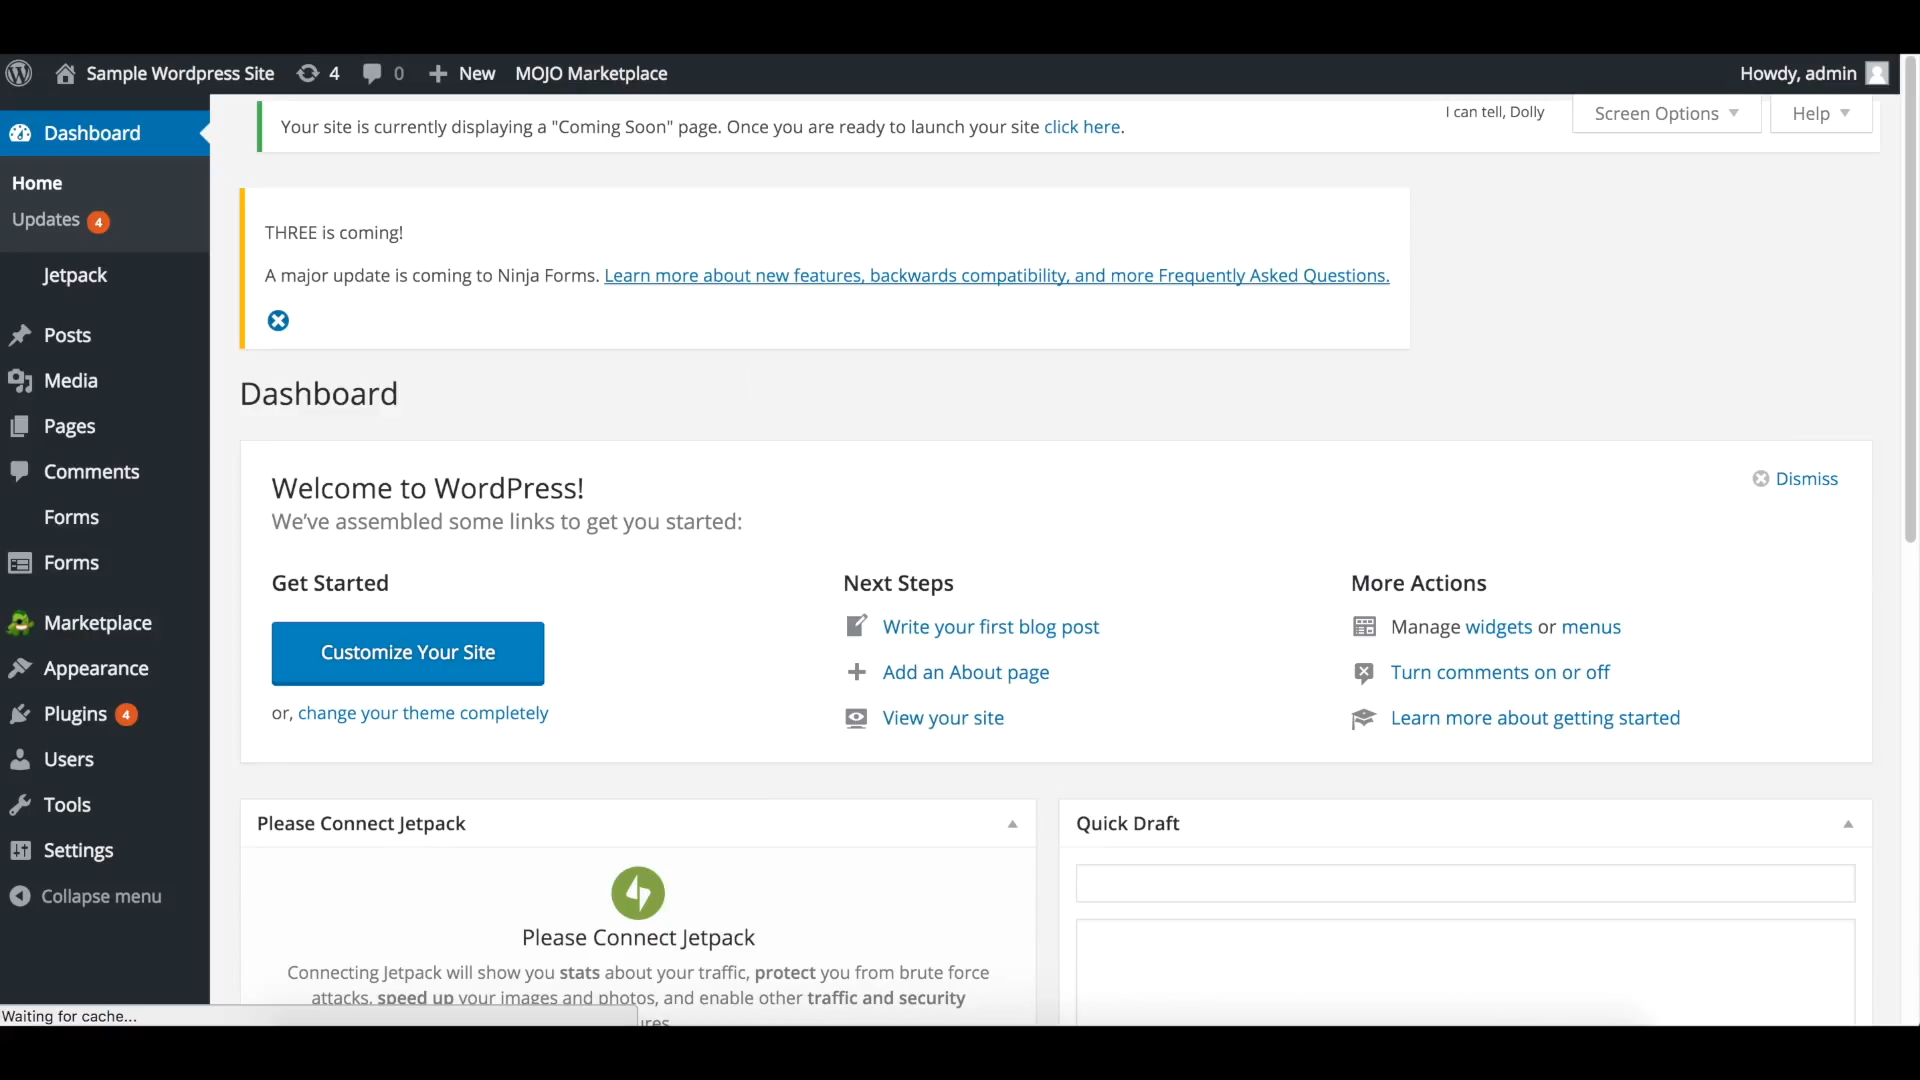 Sample Wordpress Site 4 0 New MOJO Marketplace Howdy, admin
Dashboard
Home
Updates 4
Jetpack
Posts
Media
Pages
Comments
Forms
Forms
Marketplace
Appearance
Plugins 4
Users
Tools
Settings
Collapse menu
Your site is currently displaying a "Coming Soon" page. Once you are ready to launch your site click here.
I can tell, Dolly
Screen Options
Help
THREE is coming!
A major update is coming to Ninja Forms. Learn more about new features, backwards compatibility, and more Frequently Asked Questions.
Dashboard
Welcome to WordPress!
Dismiss
We've assembled some links to get you started:
Get Started
Customize Your Site
or, change your theme completely
Next Steps
Write your first blog post
Add an About page
View your site
More Actions
Manage widgets or menus
Turn comments on or off
Learn more about getting started
Please Connect Jetpack
Please Connect Jetpack
Connecting Jetpack will show you stats about your traffic, protect you from brute force
attacks, speed up your images and photos, and enable other traffic and security
Quick Draft
Waiting for cache...